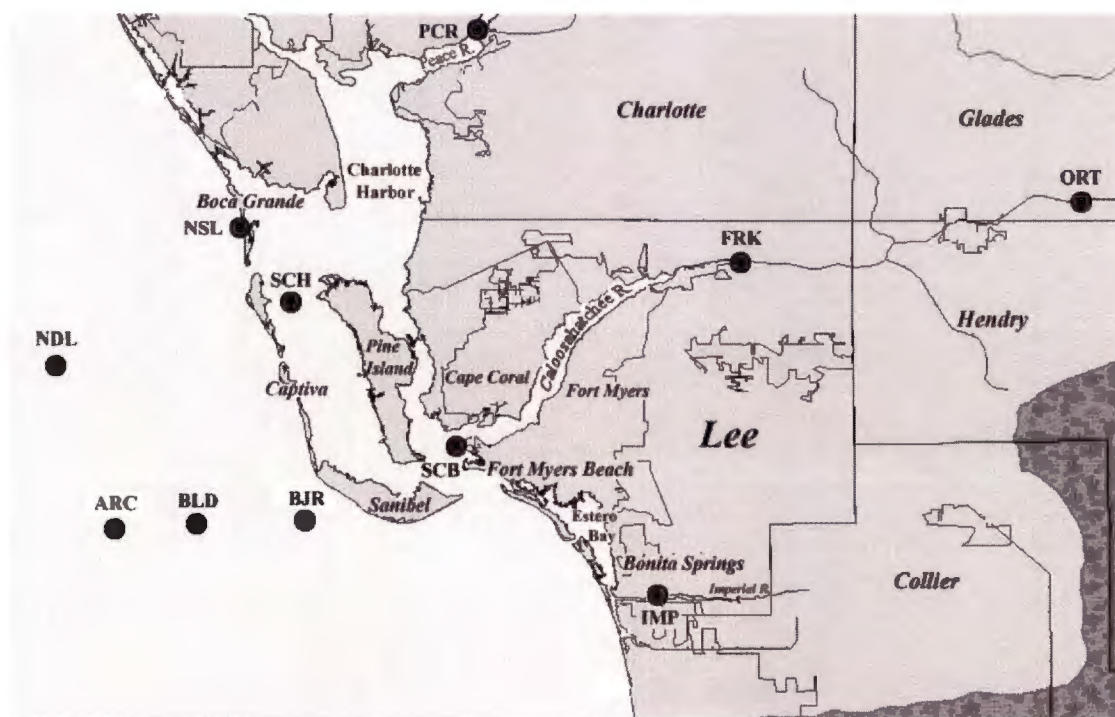 PCR
Peace R.
Charlotte
Glades
Charlotte
Harbor
ORT
Boca Grande
NSL
FRK
SCH
Caloosahatchee R.
Hendry
NDL
Pine
Island
Captiva
Cape Coral
Fort Myers
Lee
SCB
Fort Myers Beach
ARC
BLD
BJR
Sanibel
Estero
Bay
Bonita Springs
Imperial R.
Collier
IMP